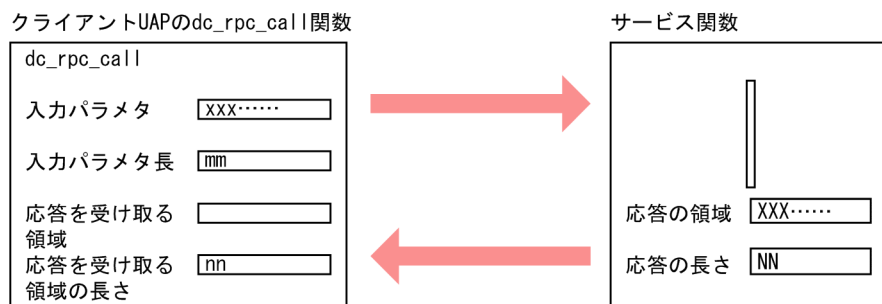 クライアントUAPのdc_rpc_call関数
サービス関数
dc_rpc_call
入力パラメタ xxx……
入力パラメタ長 mm
応答を受け取る
領域
応答を受け取る nn
領域の長さ
応答の領域 XXX……
応答の長さ NN